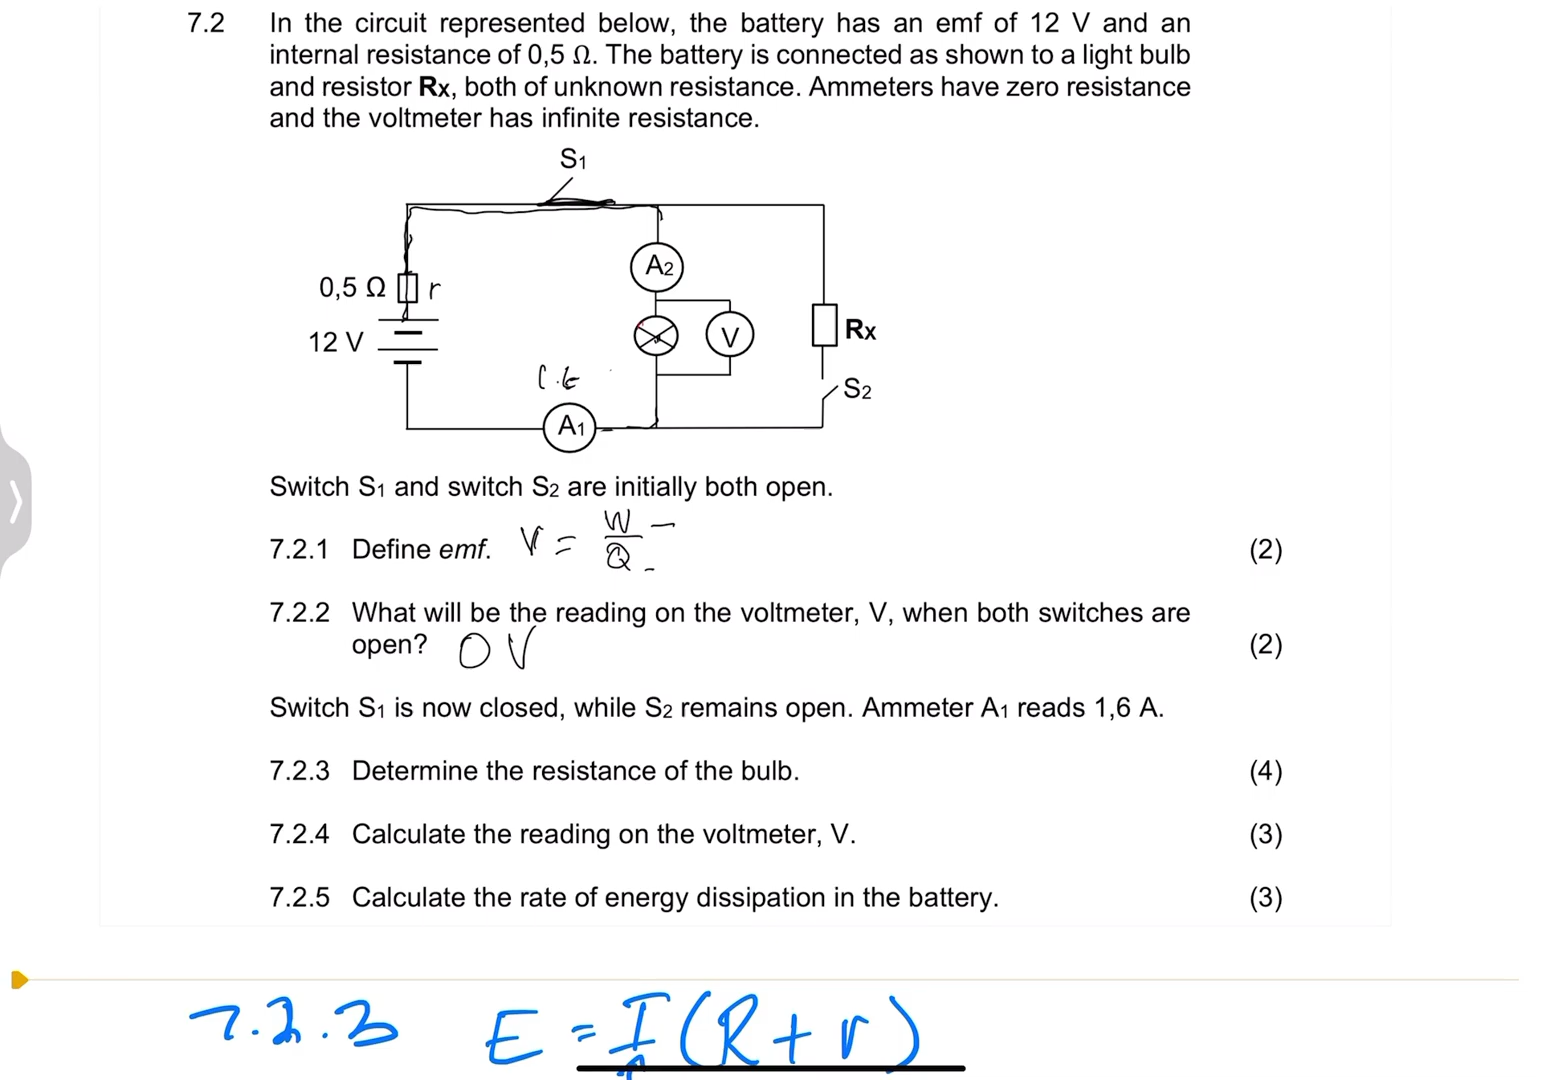 7.2 In the circuit represented below, the battery has an emf of 12 V and an
internal resistance of 0,5 Ω. The battery is connected as shown to a light bulb
and resistor Rx, both of unknown resistance. Ammeters have zero resistance
and the voltmeter has infinite resistance.
S1
A2
0,5 Ω r
12 V
V
Rx
S2
A1
Switch S1 and switch S2 are initially both open.
7.2.1 Define emf. V = W/Q (2)
7.2.2 What will be the reading on the voltmeter, V, when both switches are
open? 0 V (2)
Switch S1 is now closed, while S2 remains open. Ammeter A1 reads 1,6 A.
7.2.3 Determine the resistance of the bulb. (4)
7.2.4 Calculate the reading on the voltmeter, V. (3)
7.2.5 Calculate the rate of energy dissipation in the battery. (3)
7.2.3 E = I(R+r)